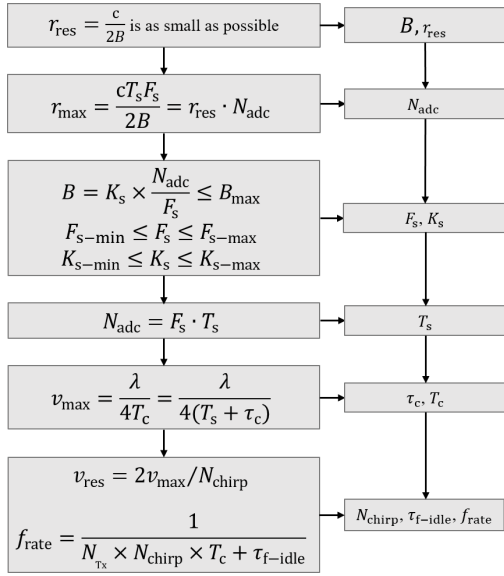 r_res = c/2B is as small as possible
B, r_res
r_max = cT_sF_s/2B = r_res · N_adc
N_adc
B = K_s × N_adc/F_s ≤ B_max
F_s−min ≤ F_s ≤ F_s−max
K_s−min ≤ K_s ≤ K_s−max
F_s, K_s
N_adc = F_s · T_s
T_s
v_max = λ/4T_c = λ/4(T_s + τ_c)
τ_c, T_c
v_res = 2v_max/N_chirp
f_rate = 1/N_Tx × N_chirp × T_c + τ_f−idle
N_chirp, τ_f−idle, f_rate